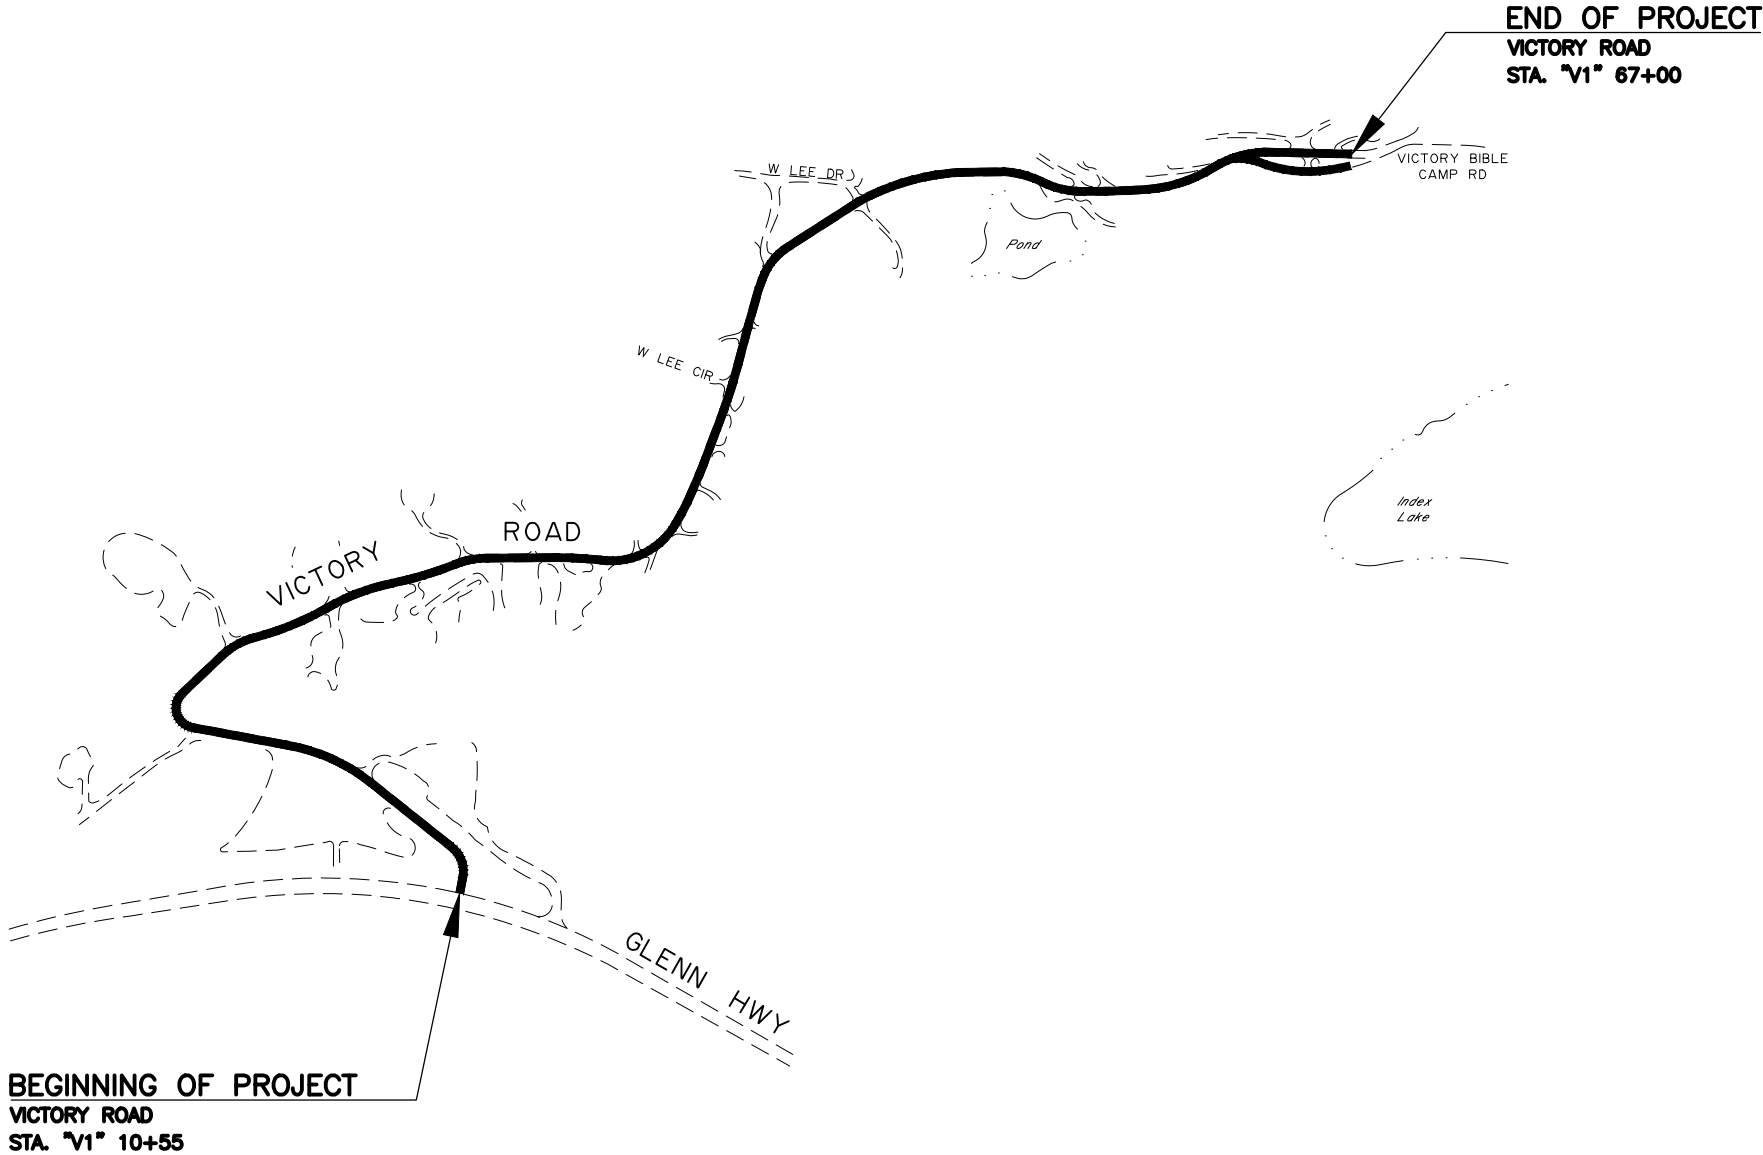 END OF PROJECT
VICTORY ROAD
STA. "V1" 67+00
VICTORY BIBLE
CAMP RD
W LEE DR
Pond
W LEE CIR
Index
Lake
VICTORY ROAD
GLENN HWY
BEGINNING OF PROJECT
VICTORY ROAD
STA. "V1" 10+55